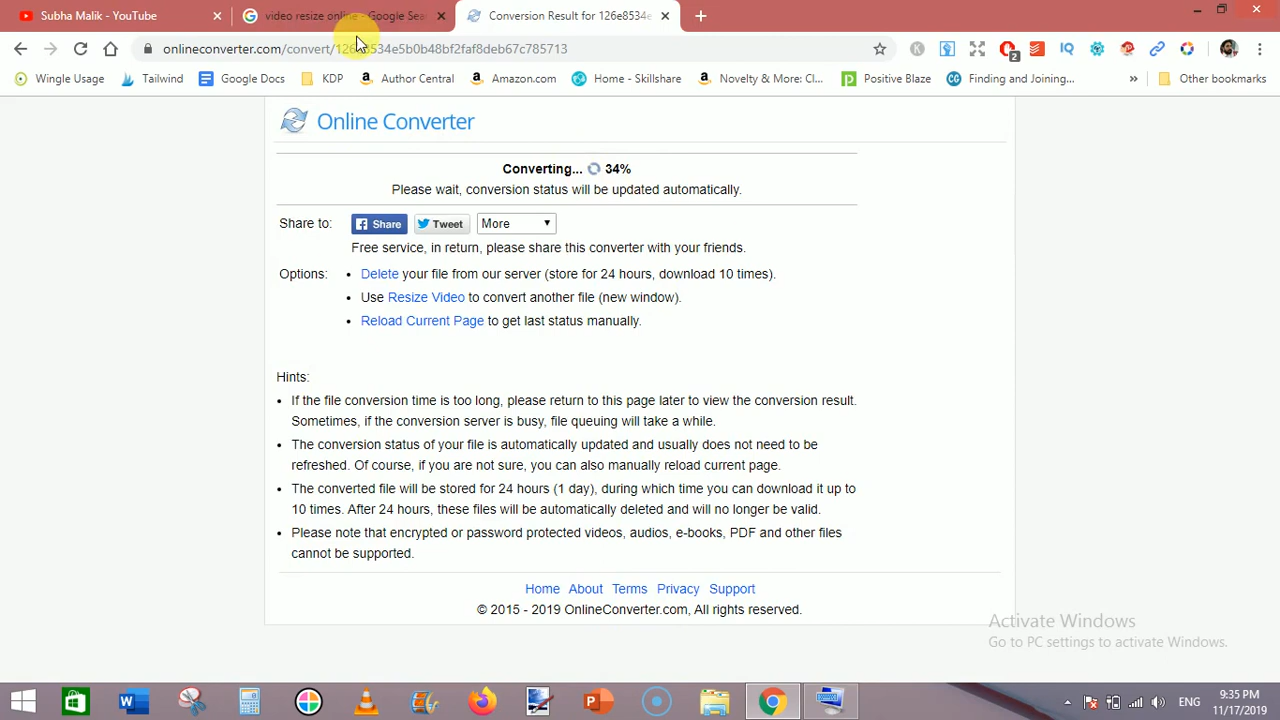 Subha Malik - YouTube
video resize online - Google Sea
Conversion Result for 126e8534e
onlineconverter.com/convert/126e8534e5b0b48bf2faf8deb67c785713
2
IQ
K
Wingle Usage
Tailwind
Google Docs
KDP
Author Central
Amazon.com
Home - Skillshare
Novelty & More: Cl...
Positive Blaze
Finding and Joining...
»
Other bookmarks
Online Converter
Converting... 34%
Please wait, conversion status will be updated automatically.
Share to:
Share
Tweet
More
Free service, in return, please share this converter with your friends.
Options:
• Delete your file from our server (store for 24 hours, download 10 times).
• Use Resize Video to convert another file (new window).
• Reload Current Page to get last status manually.
Hints:
• If the file conversion time is too long, please return to this page later to view the conversion result.
Sometimes, if the conversion server is busy, file queuing will take a while.
• The conversion status of your file is automatically updated and usually does not need to be
refreshed. Of course, if you are not sure, you can also manually reload current page.
• The converted file will be stored for 24 hours (1 day), during which time you can download it up to
10 times. After 24 hours, these files will be automatically deleted and will no longer be valid.
• Please note that encrypted or password protected videos, audios, e-books, PDF and other files
cannot be supported.
Home About Terms Privacy Support
© 2015 - 2019 OnlineConverter.com, All rights reserved.
Activate Windows
Go to PC settings to activate Windows.
ENG
9:35 PM
11/17/2019